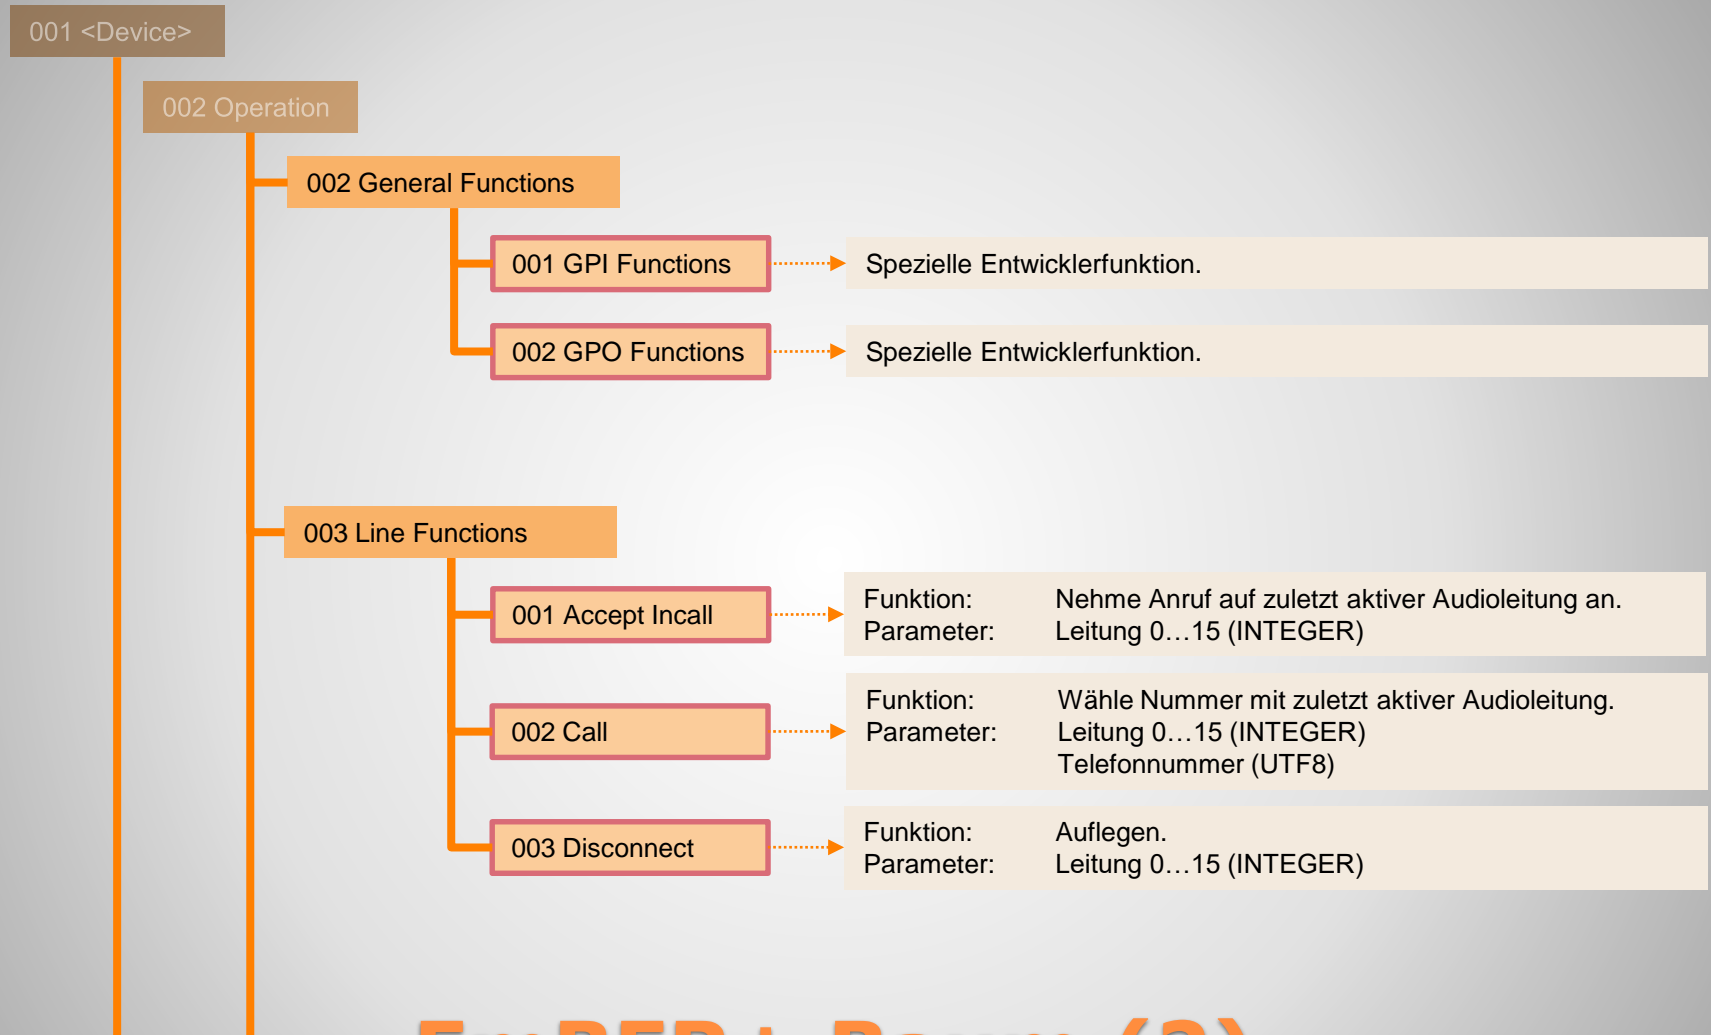 001 <Device>
002 Operation
002 General Functions
001 GPI Functions
Spezielle Entwicklerfunktion.
002 GPO Functions
Spezielle Entwicklerfunktion.
003 Line Functions
001 Accept Incall
Funktion: Nehme Anruf auf zuletzt aktiver Audioleitung an.
Parameter: Leitung 0…15 (INTEGER)
002 Call
Funktion: Wähle Nummer mit zuletzt aktiver Audioleitung.
Parameter: Leitung 0…15 (INTEGER)
Telefonnummer (UTF8)
003 Disconnect
Funktion: Auflegen.
Parameter: Leitung 0…15 (INTEGER)